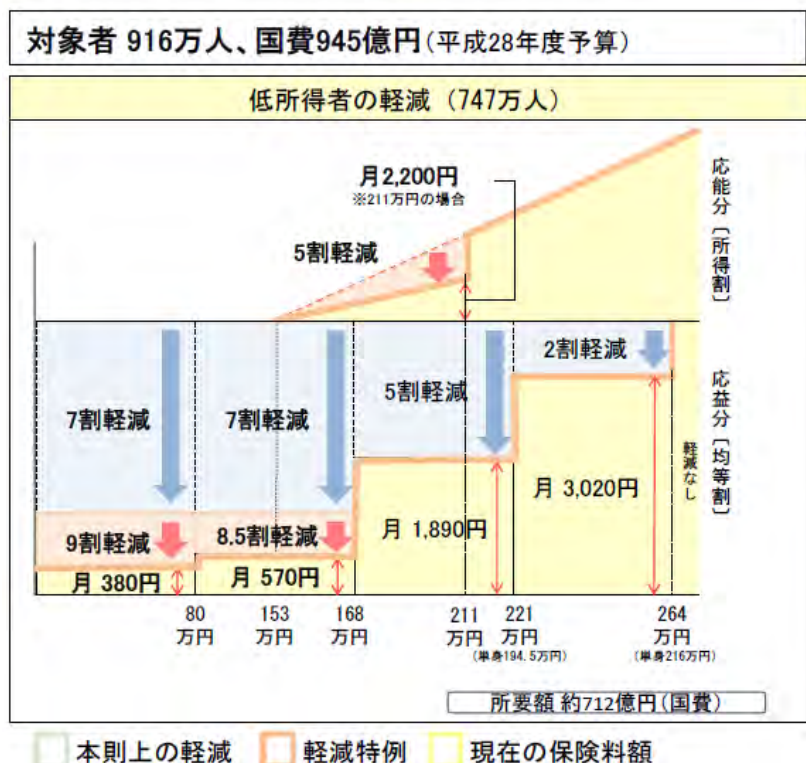 対象者 916万人、国費945億円(平成28年度予算)
低所得者の軽減 (747万人)
月2,200円
※211万円の場合
5割軽減
応能分〔所得割〕
7割軽減
7割軽減
5割軽減
2割軽減
応益分〔均等割〕
軽減なし
9割軽減
8.5割軽減
月 380円
月 570円
月 1,890円
月 3,020円
80
万円
153
万円
168
万円
211
万円
221
万円
(単身194.5万円)
264
万円
(単身216万円)
所要額 約712億円(国費)
本則上の軽減
軽減特例
現在の保険料額